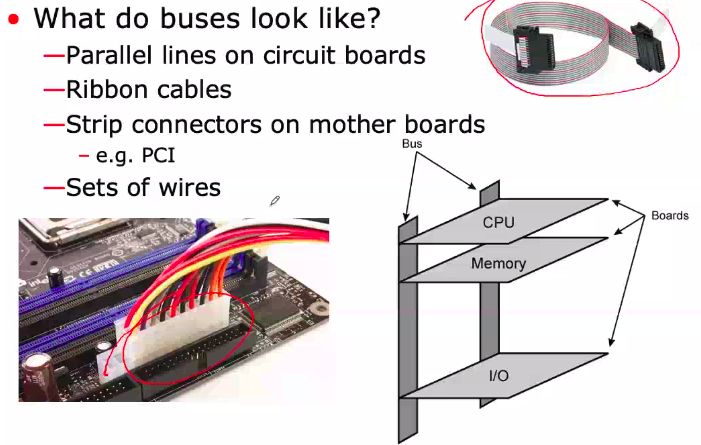 • What do buses look like?
—Parallel lines on circuit boards
—Ribbon cables
—Strip connectors on mother boards
– e.g. PCI
—Sets of wires
Bus
CPU
Boards
Memory
I/O